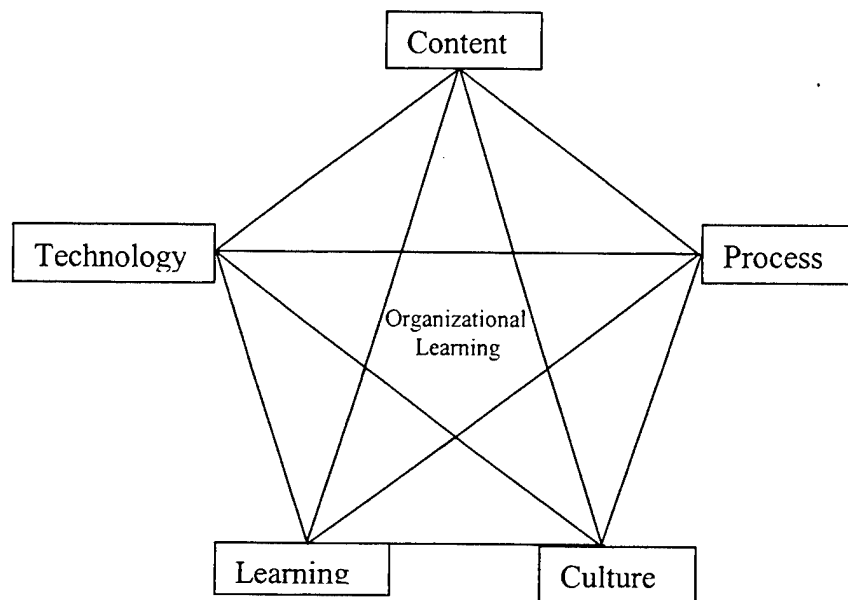 Content
Technology
Process
Organizational
Learning
Learning
Culture